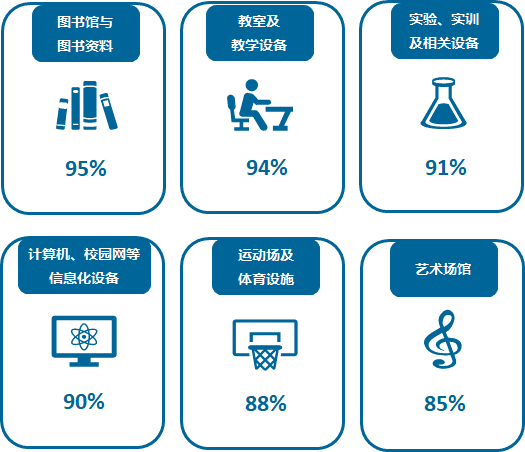 图书馆与
图书资料
95%
教室及
教学设备
94%
实验、实训
及相关设备
91%
计算机、校园网等
信息化设备
90%
运动场及
体育设施
88%
艺术场馆
85%